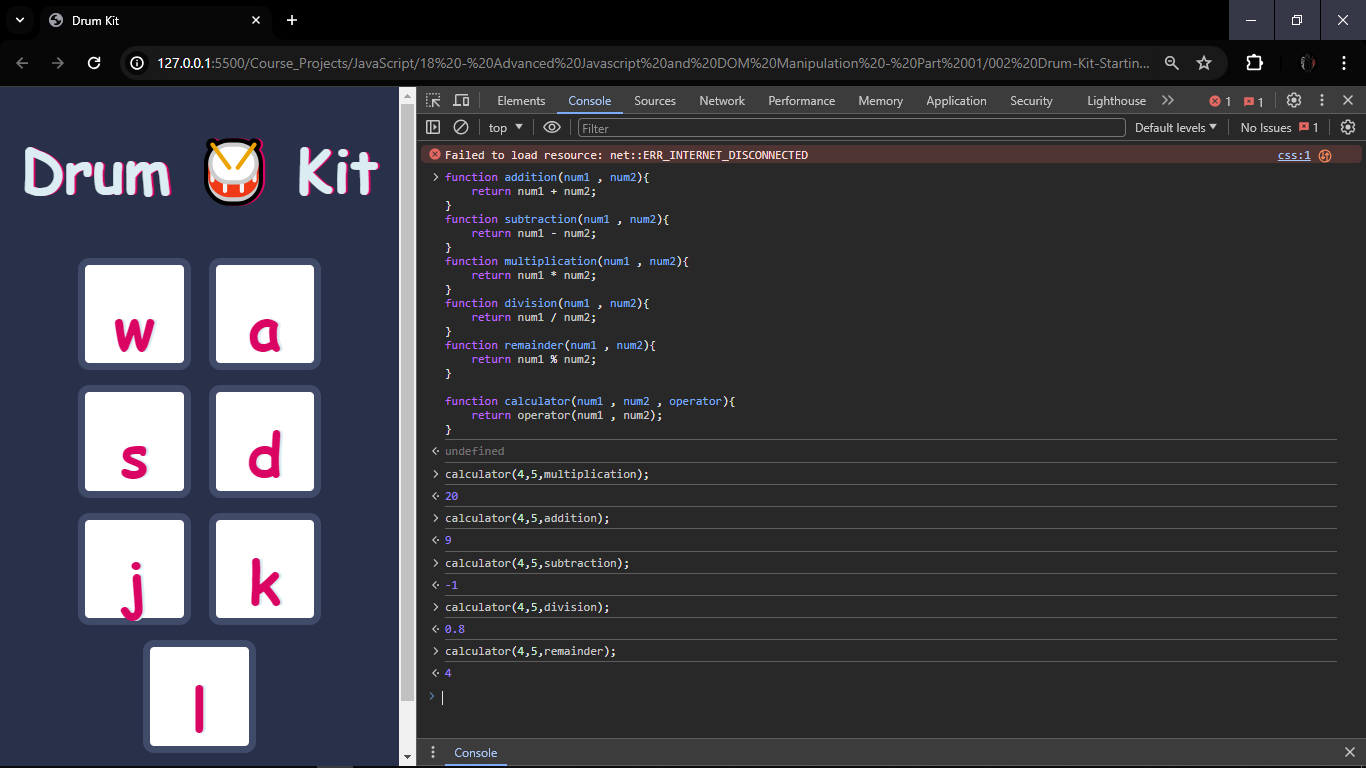 Drum Kit
127.0.0.1:5500/Course_Projects/JavaScript/18%20-%20Advanced%20Javascript%20and%20DOM%20Manipulation%20-%20Part%2001/002%20Drum-Kit-Startin...
Drum Kit
w a
s d
j k
l
Elements Console Sources Network Performance Memory Application Security Lighthouse 1 1
top Filter Default levels No Issues 1
Failed to load resource: net::ERR_INTERNET_DISCONNECTED css:1
function addition(num1 , num2){
    return num1 + num2;
}
function subtraction(num1 , num2){
    return num1 - num2;
}
function multiplication(num1 , num2){
    return num1 * num2;
}
function division(num1 , num2){
    return num1 / num2;
}
function remainder(num1 , num2){
    return num1 % num2;
}
function calculator(num1 , num2 , operator){
    return operator(num1 , num2);
}
undefined
calculator(4,5,multiplication);
20
calculator(4,5,addition);
9
calculator(4,5,subtraction);
-1
calculator(4,5,division);
0.8
calculator(4,5,remainder);
4
Console